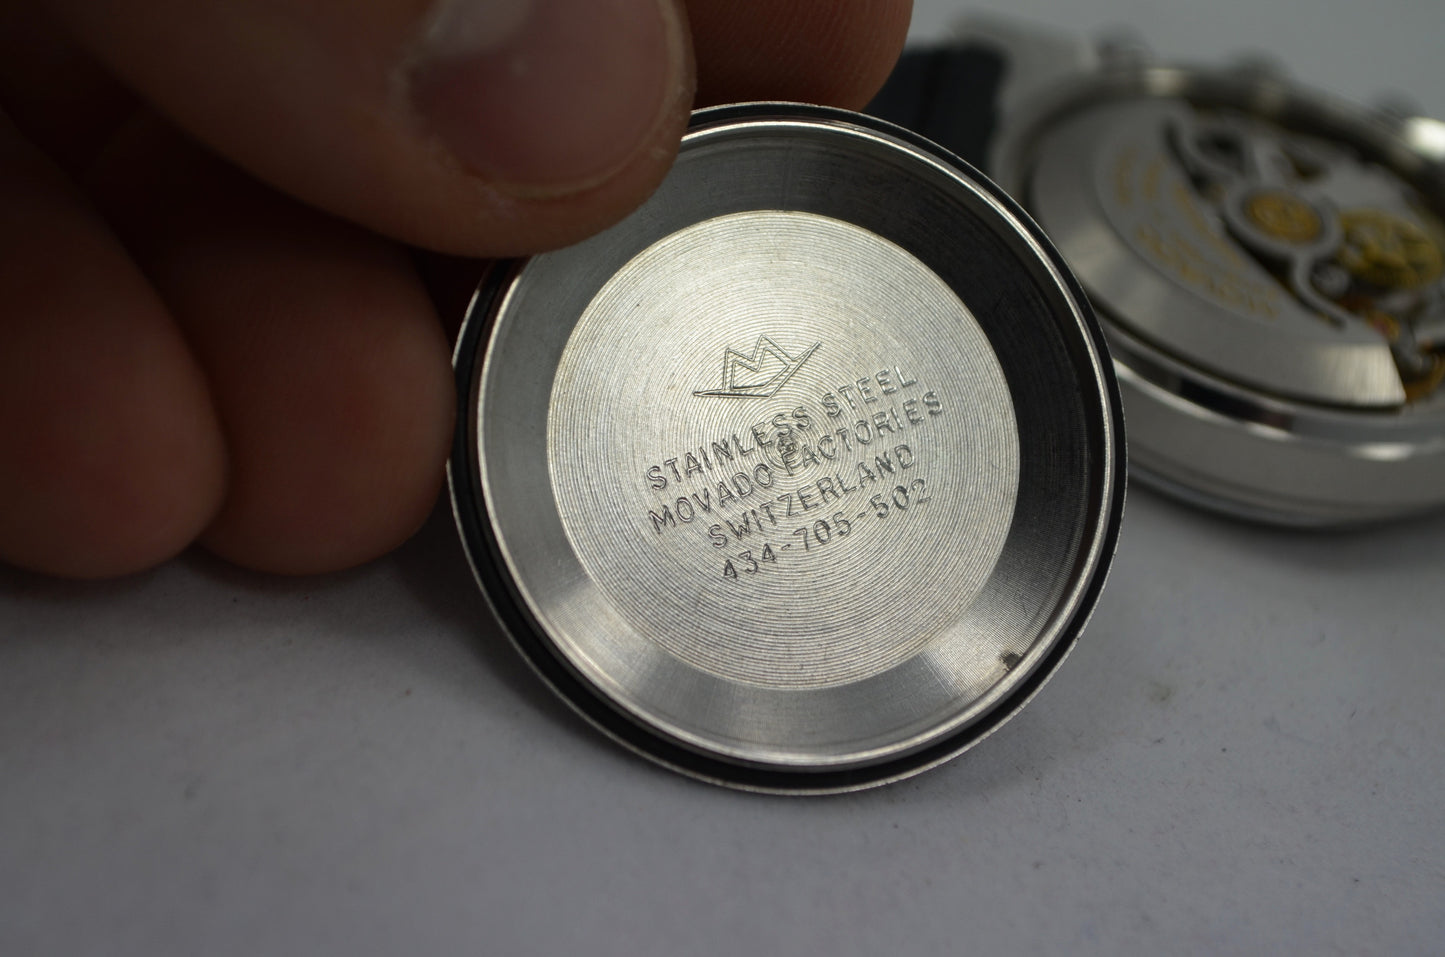 M
STAINLESS STEEL
MOVADO FACTORIES
SWITZERLAND
434-705-502